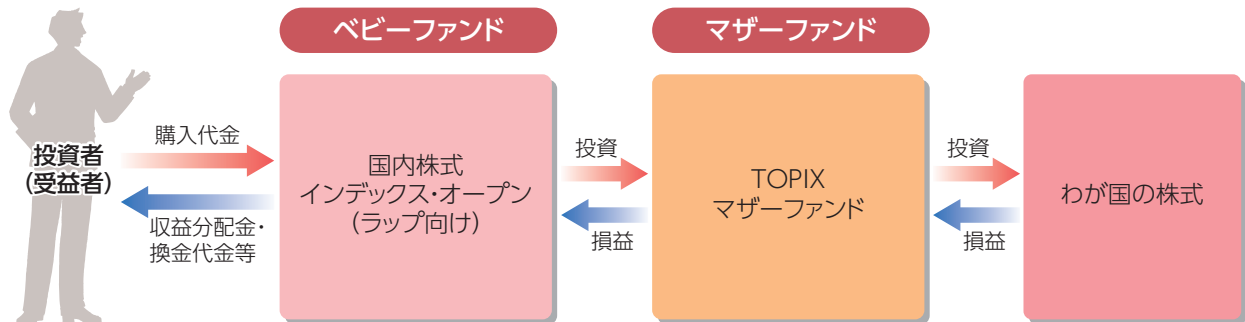 ベビーファンド
マザーファンド
投資者
(受益者)
購入代金
収益分配金・
換金代金等
国内株式
インデックス・オープン
(ラップ向け)
投資
損益
TOPIX
マザーファンド
投資
損益
わが国の株式